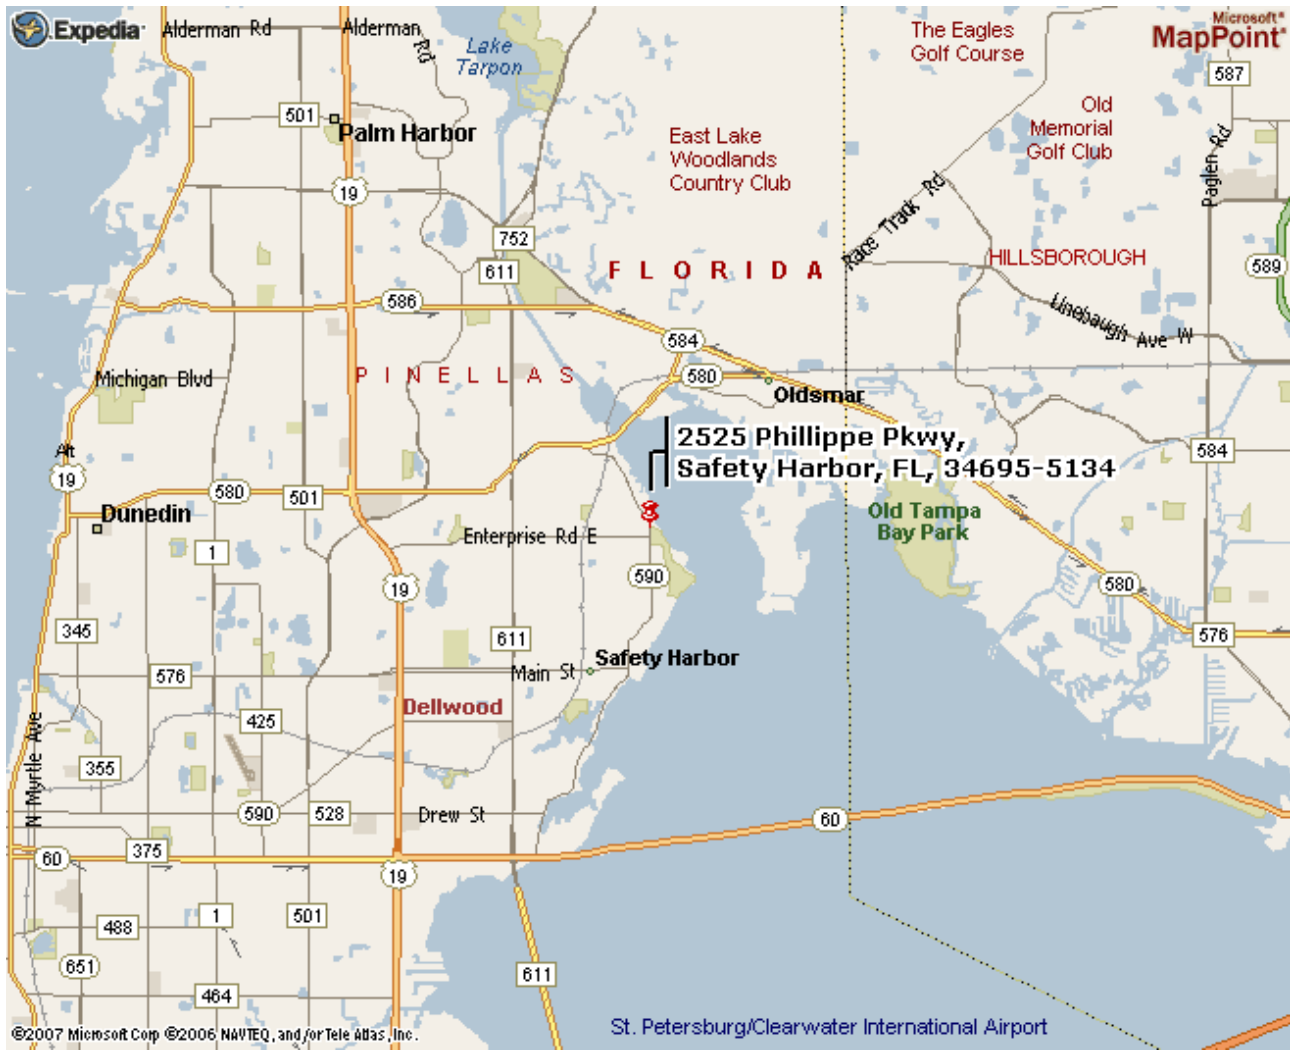 Expedia
Alderman Rd
Alderman Rd
Lake
Tarpon
The Eagles
Golf Course
Microsoft®
MapPoint®
587
501
Palm Harbor
Old
Memorial
Golf Club
East Lake
Woodlands
Country Club
Paglen Rd
19
Race Track Rd
752
611
FLORIDA
HILLSBOROUGH
589
586
Linebaugh Ave W
584
Michigan Blvd
PINELLAS
580
Oldsmar
2525 Phillippe Pkwy,
Safety Harbor, FL, 34695-5134
Alt
19
584
580
501
Dunedin
Old Tampa
Bay Park
Enterprise Rd E
1
590
19
580
345
611
576
Safety Harbor
Main St
576
Dellwood
425
N Myrtle Ave
355
590
528
Drew St
60
375
60
19
488
1
501
651
611
464
St. Petersburg/Clearwater International Airport
©2007 Microsoft Corp ©2006 NAVTEQ, and/or Tele Atlas, Inc.